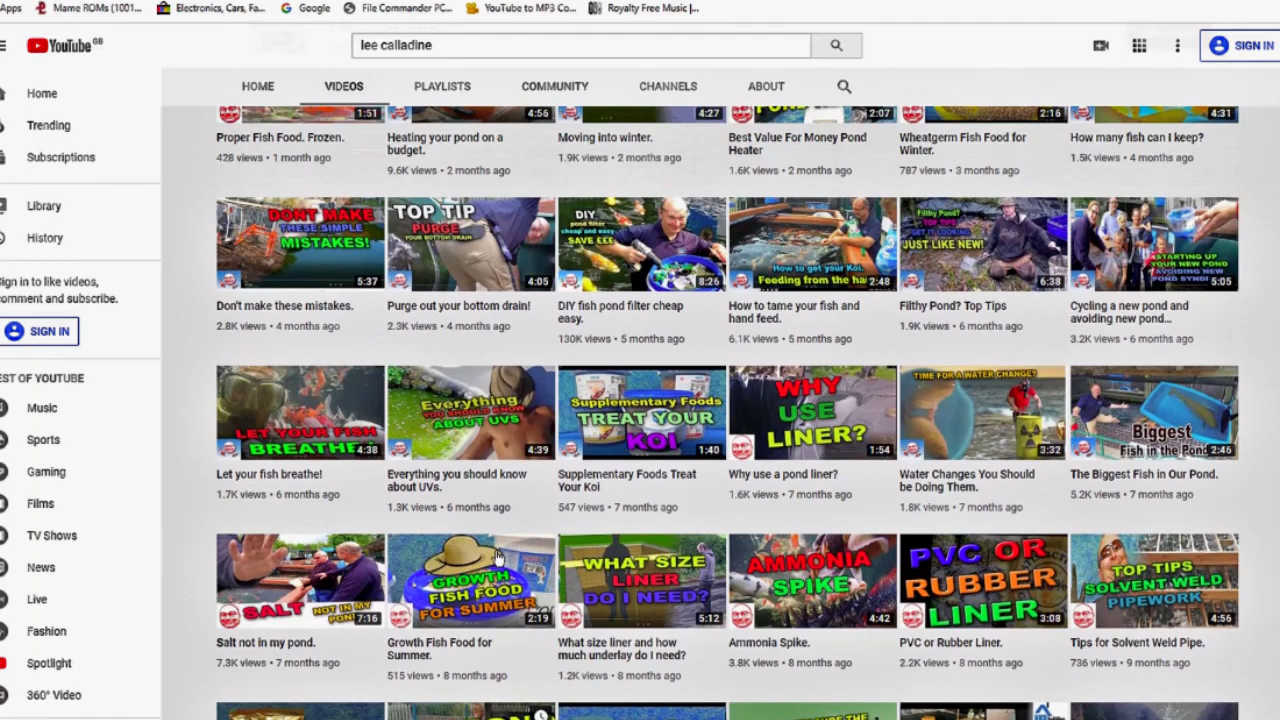 Apps
Mame ROMs (1001...
Electronics, Cars, Fa...
Google
File Commander PC...
YouTube to MP3 Co...
Royalty Free Music |...
YouTube GB
lee calladine
SIGN IN
HOME
VIDEOS
PLAYLISTS
COMMUNITY
CHANNELS
ABOUT
Home
Trending
Subscriptions
Library
History
Sign in to like videos,
comment and subscribe.
SIGN IN
EST OF YOUTUBE
Music
Sports
Gaming
Films
TV Shows
News
Live
Fashion
Spotlight
360° Video
1:51
4:56
4:27
2:07
2:16
4:31
Proper Fish Food. Frozen.
428 views • 1 month ago
Heating your pond on a
budget.
9.6K views • 2 months ago
Moving into winter.
1.9K views • 2 months ago
Best Value For Money Pond
Heater
1.6K views • 2 months ago
Wheatgerm Fish Food for
Winter.
787 views • 3 months ago
How many fish can I keep?
1.5K views • 4 months ago
DONT MAKE
THESE SIMPLE
MISTAKES!
5:37
Don't make these mistakes.
2.8K views • 4 months ago
TOP TIP
PURGE
YOUR BOTTOM DRAIN!
4:05
Purge out your bottom drain!
2.3K views • 4 months ago
DIY
pond filter
cheap and easy
SAVE £££
8:26
DIY fish pond filter cheap
easy.
130K views • 5 months ago
How to get your Koi.
Feeding from the ha
2:48
How to tame your fish and
hand feed.
6.1K views • 5 months ago
Filthy Pond?
TOP TIPS
GET IT LOOKING
JUST LIKE NEW!
6:38
Filthy Pond? Top Tips
1.9K views • 6 months ago
STARTING UP
YOUR NEW POND
AVOIDING NEW
POND SYND
5:05
Cycling a new pond and
avoiding new pond...
3.2K views • 6 months ago
LET YOUR FISH
BREATHE
4:38
Let your fish breathe!
1.7K views • 6 months ago
Everything
YOU SHOULD KNOW
ABOUT UVS
4:39
Everything you should know
about UVs.
1.3K views • 6 months ago
Supplementary Foods
TREAT YOUR
KOI
1:40
Supplementary Foods Treat
Your Koi
547 views • 7 months ago
WHY
USE
LINER?
1:54
Why use a pond liner?
1.6K views • 7 months ago
TIME FOR A WATER CHANGE?
3:32
Water Changes You Should
be Doing Them.
1.8K views • 7 months ago
Biggest
Fish in the Pond
2:46
The Biggest Fish in Our Pond.
5.2K views • 7 months ago
SALT NOT IN MY
POND
7:16
Salt not in my pond.
7.3K views • 7 months ago
GROWTH
FISH FOOD
FOR SUMMER
2:19
Growth Fish Food for
Summer.
515 views • 8 months ago
WHAT SIZE
LINER
DO I NEED?
5:12
What size liner and how
much underlay do I need?
1.2K views • 8 months ago
AMMONIA
SPIKE
4:42
Ammonia Spike.
3.8K views • 8 months ago
PVC OR
RUBBER
LINER
3:08
PVC or Rubber Liner.
2.2K views • 8 months ago
TOP TIPS
SOLVENT WELD
PIPEWORK
4:56
Tips for Solvent Weld Pipe.
736 views • 9 months ago